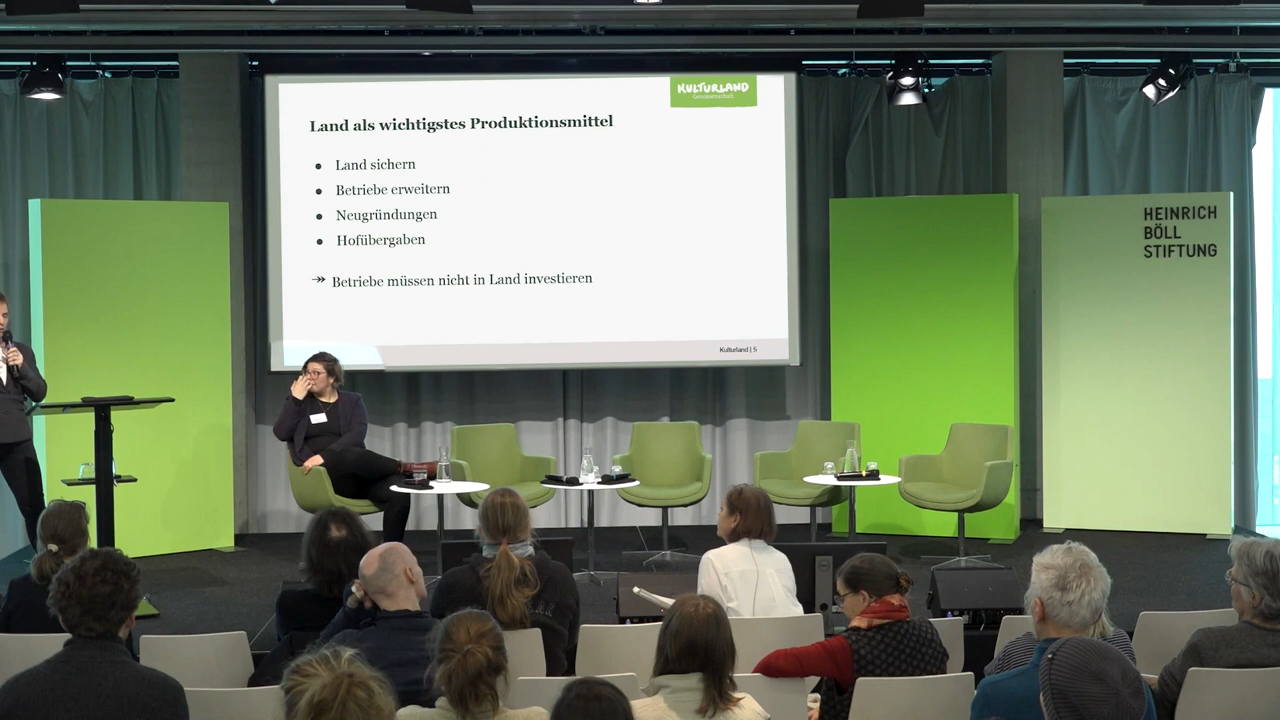 KULTURLAND
Genossenschaft
Land als wichtigstes Produktionsmittel
● Land sichern
● Betriebe erweitern
● Neugründungen
● Hofübergaben
↠ Betriebe müssen nicht in Land investieren
Kulturland | 5
HEINRICH
BÖLL
STIFTUNG